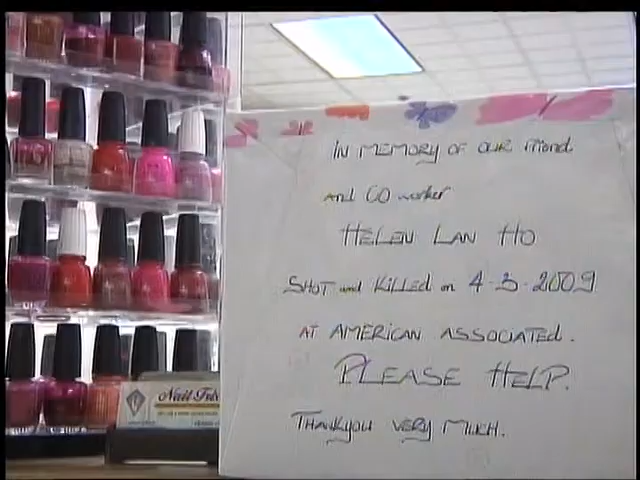 IN MEMORY OF OUR friend
and CO worker
HELEN LAN HO
SHOT and KILLED on 4-3-2009
AT AMERICAN ASSOCIATED.
PLEASE HELP.
THANKYOU VERY MUCH.
Nail